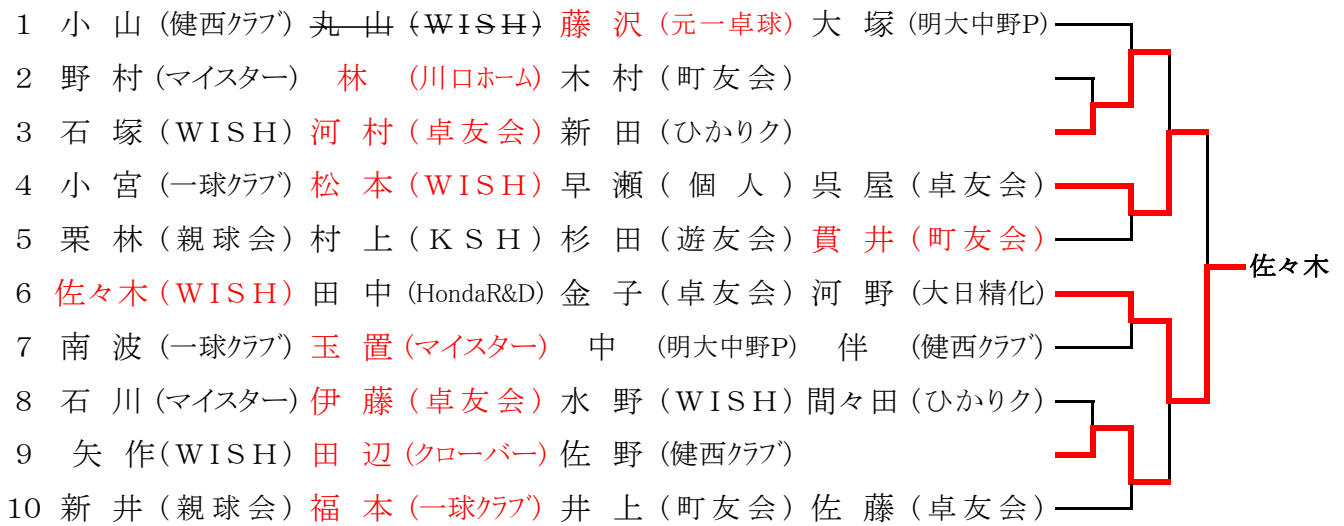 1 小 山 (健西ｸﾗﾌﾞ) 丸 山 (WISH) 藤 沢 (元一卓球) 大 塚 (明大中野P)
2 野 村 (マイスター) 林 (川口ホーム) 木 村 (町友会)
3 石 塚 (WISH) 河 村 (卓友会) 新 田 (ひかりク)
4 小 宮 (一球ｸﾗﾌﾞ) 松 本 (WISH) 早 瀬 (個 人) 呉 屋 (卓友会)
5 栗 林 (親球会) 村 上 (KSH) 杉 田 (遊友会) 貫 井 (町友会)
佐々木
6 佐々木 (WISH) 田 中 (HondaR&D) 金 子 (卓友会) 河 野 (大日精化)
7 南 波 (一球ｸﾗﾌﾞ) 玉 置 (マイスター) 中 (明大中野P) 伴 (健西ｸﾗﾌﾞ)
8 石 川 (マイスター) 伊 藤 (卓友会) 水 野 (WISH) 間々田 (ひかりク)
9 矢 作 (WISH) 田 辺 (クローバー) 佐 野 (健西ｸﾗﾌﾞ)
10 新 井 (親球会) 福 本 (一球ｸﾗﾌﾞ) 井 上 (町友会) 佐 藤 (卓友会)